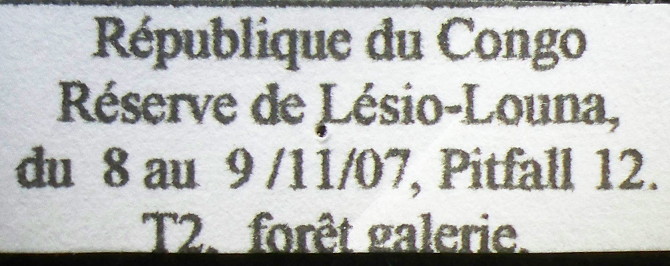 République du Congo
Réserve de Lésio-Louna,
du 8 au 9 /11/07, Pitfall 12.
T2, forêt galerie.